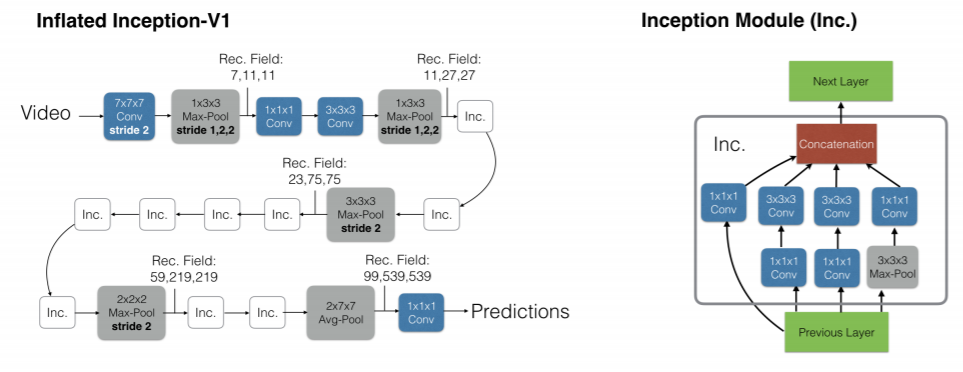 Inflated Inception-V1
Inception Module (Inc.)
Rec. Field:
7,11,11
Rec. Field:
11,27,27
Video
7x7x7
Conv
stride 2
1x3x3
Max-Pool
stride 1,2,2
1x1x1
Conv
3x3x3
Conv
1x3x3
Max-Pool
stride 1,2,2
Inc.
Rec. Field:
23,75,75
Inc.
Inc.
Inc.
Inc.
3x3x3
Max-Pool
stride 2
Inc.
Rec. Field:
59,219,219
Rec. Field:
99,539,539
Inc.
2x2x2
Max-Pool
stride 2
Inc.
Inc.
2x7x7
Avg-Pool
1x1x1
Conv
Predictions
Next Layer
Inc.
Concatenation
1x1x1
Conv
3x3x3
Conv
3x3x3
Conv
1x1x1
Conv
1x1x1
Conv
1x1x1
Conv
3x3x3
Max-Pool
Previous Layer